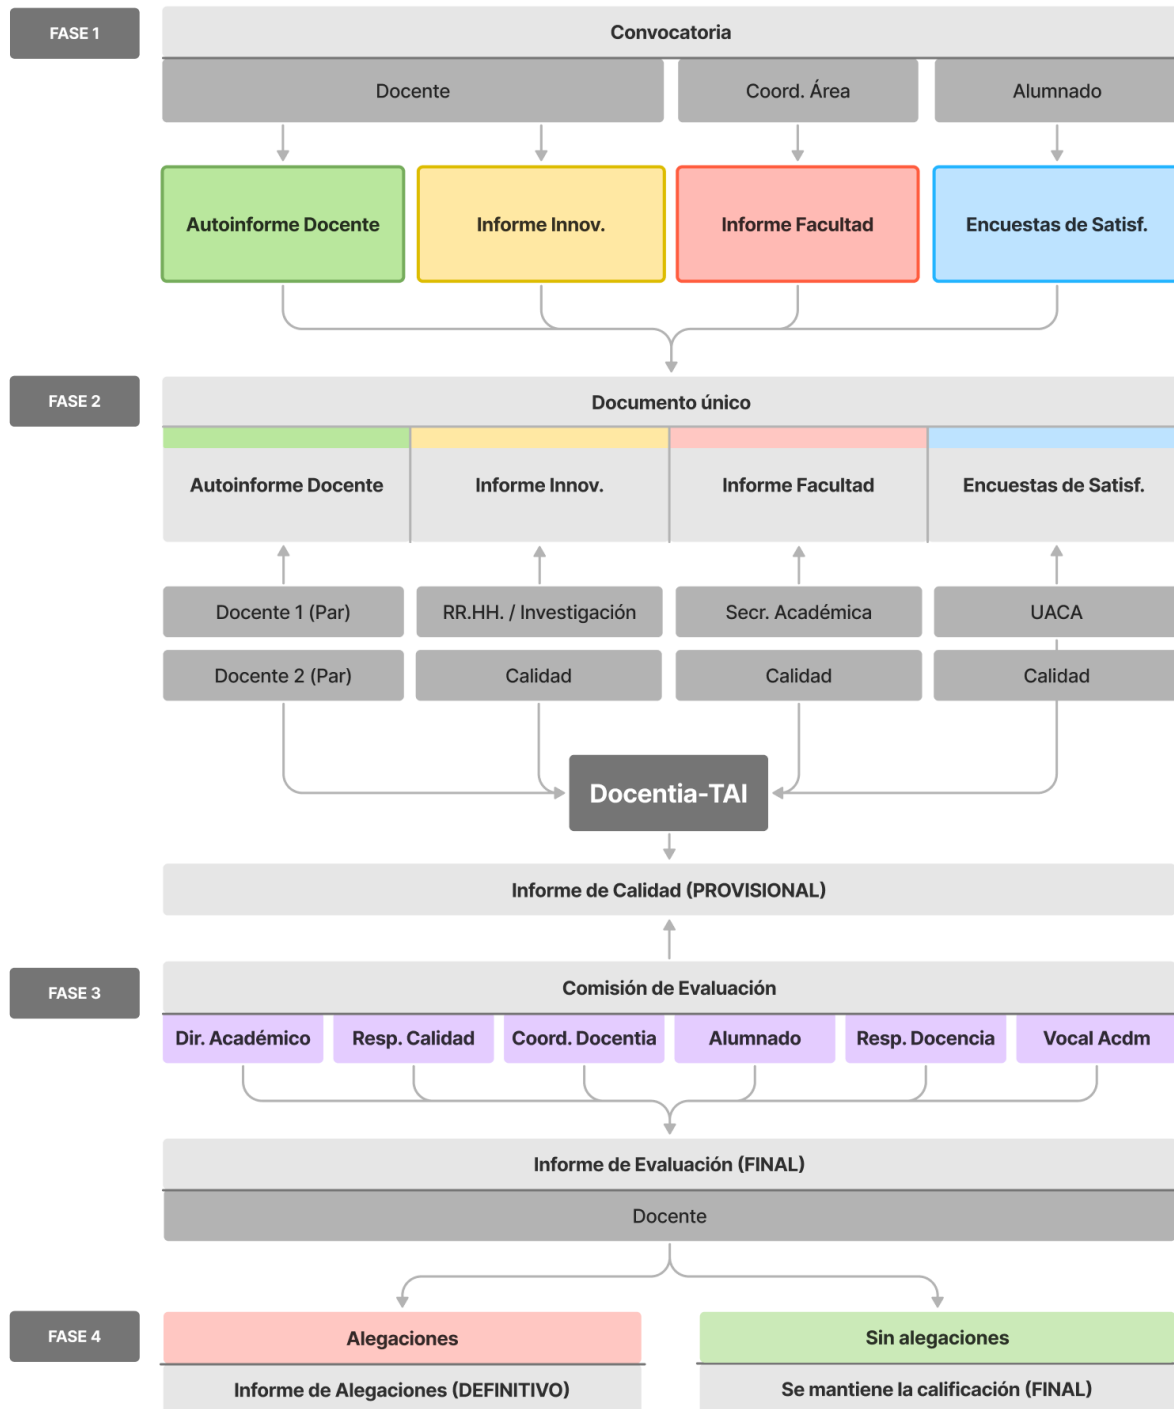 FASE 1
Convocatoria
Docente
Coord. Área
Alumnado
Autoinforme Docente
Informe Innov.
Informe Facultad
Encuestas de Satisf.
FASE 2
Documento único
Autoinforme Docente
Informe Innov.
Informe Facultad
Encuestas de Satisf.
Docente 1 (Par)
RR.HH. / Investigación
Secr. Académica
UACA
Docente 2 (Par)
Calidad
Calidad
Calidad
Docentia-TAI
Informe de Calidad (PROVISIONAL)
FASE 3
Comisión de Evaluación
Dir. Académico
Resp. Calidad
Coord. Docentia
Alumnado
Resp. Docencia
Vocal Acdm
Informe de Evaluación (FINAL)
Docente
FASE 4
Alegaciones
Sin alegaciones
Informe de Alegaciones (DEFINITIVO)
Se mantiene la calificación (FINAL)